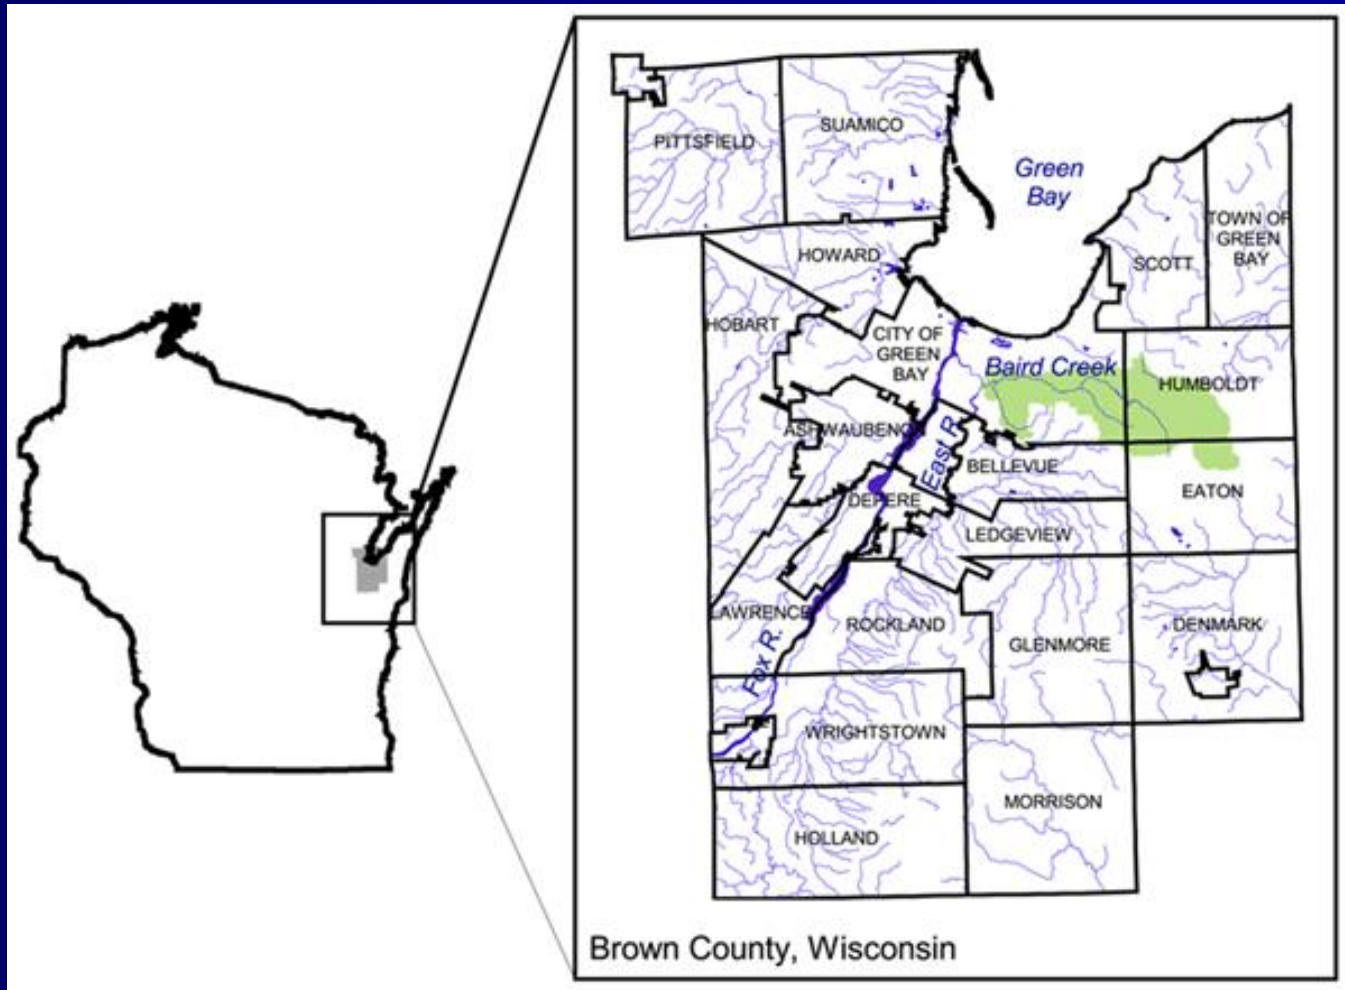 PITTSFIELD
SUAMICO
Green
Bay
TOWN OF
GREEN
BAY
SCOTT
HOWARD
HOBART
CITY OF
GREEN
BAY
Baird Creek
HUMBOLDT
ASHWAUBENON
East R.
BELLEVUE
EATON
DEPERE
LEDGEVIEW
LAWRENCE
ROCKLAND
DENMARK
GLENMORE
Fox R.
WRIGHTSTOWN
MORRISON
HOLLAND
Brown County, Wisconsin